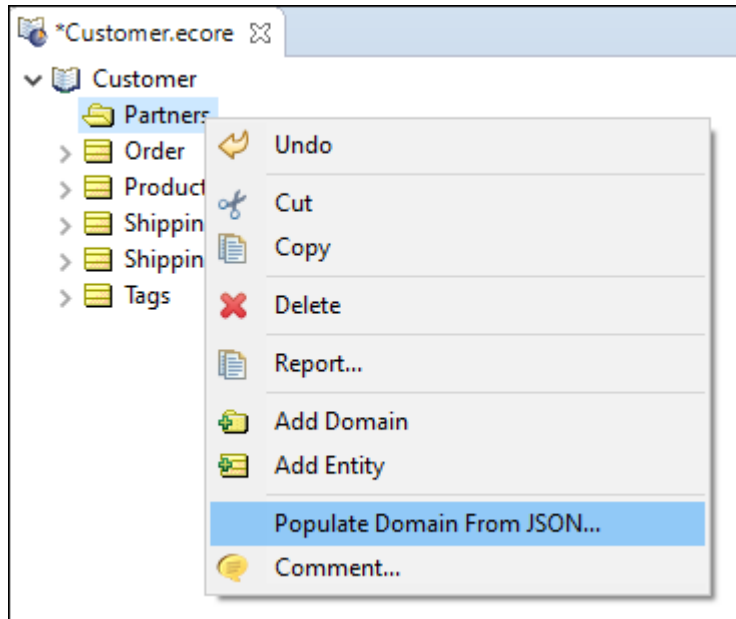 *Customer.ecore
Customer
Partners
Order
Product
Shippin
Shippin
Tags
Undo
Cut
Copy
Delete
Report...
Add Domain
Add Entity
Populate Domain From JSON...
Comment...